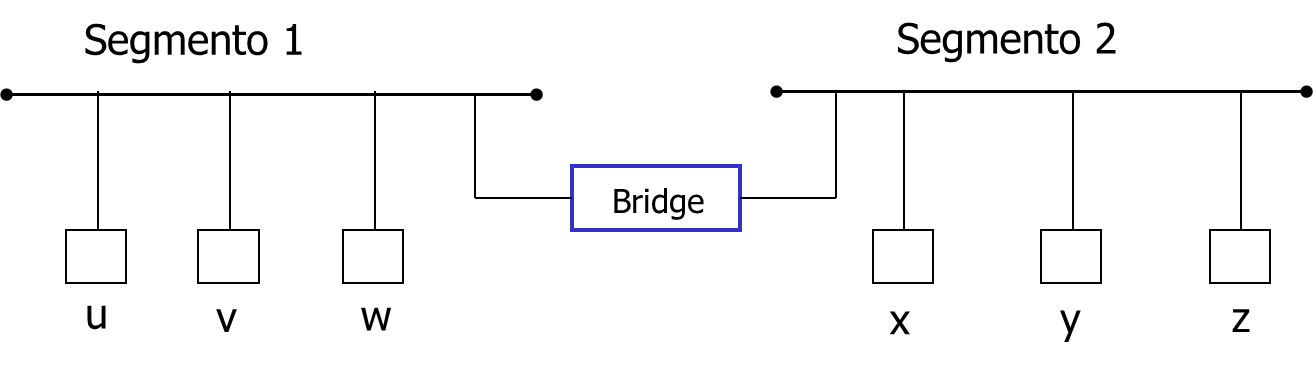 Segmento 1
Segmento 2
Bridge
u
v
w
x
y
z